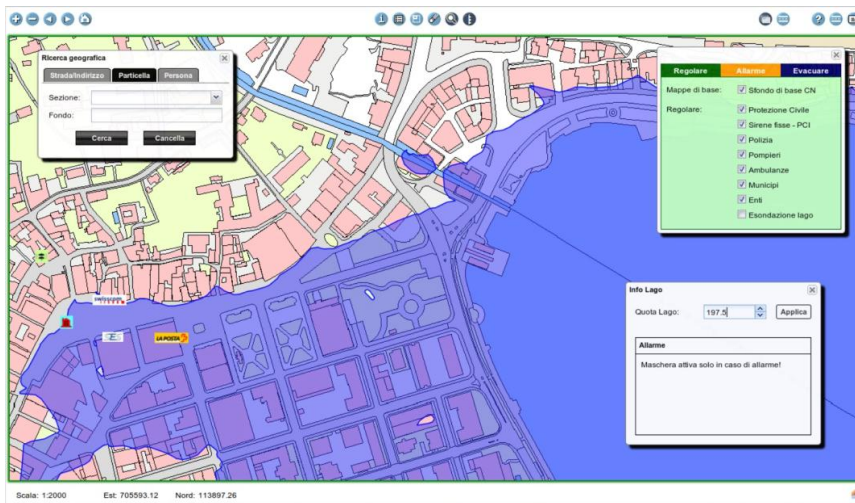 Ricerca geografica
Strada/Indirizzo Particella Persona
Sezione:
Fondo:
Cerca Cancella
Regolare Allarme Evacuare
Mappe di base: Sfondo di base CN
Regolare: Protezione Civile
Sirene fisse - PCI
Polizia
Pompieri
Ambulanze
Municipi
Enti
Esondazione lago
swisscom
LA POSTA
Info Lago
Quota Lago: 197.5 Applica
Allarme
Maschera attiva solo in caso di allarme!
Scala: 1:2000 Est: 705593.12 Nord: 113897.26